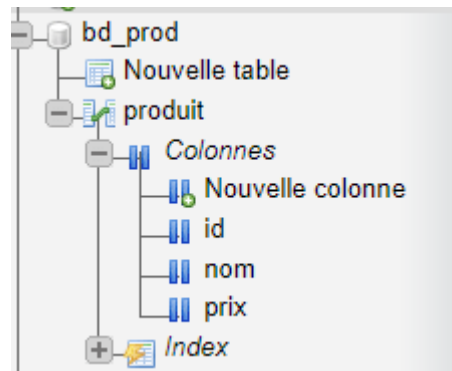 bd_prod
Nouvelle table
produit
Colonnes
Nouvelle colonne
id
nom
prix
Index